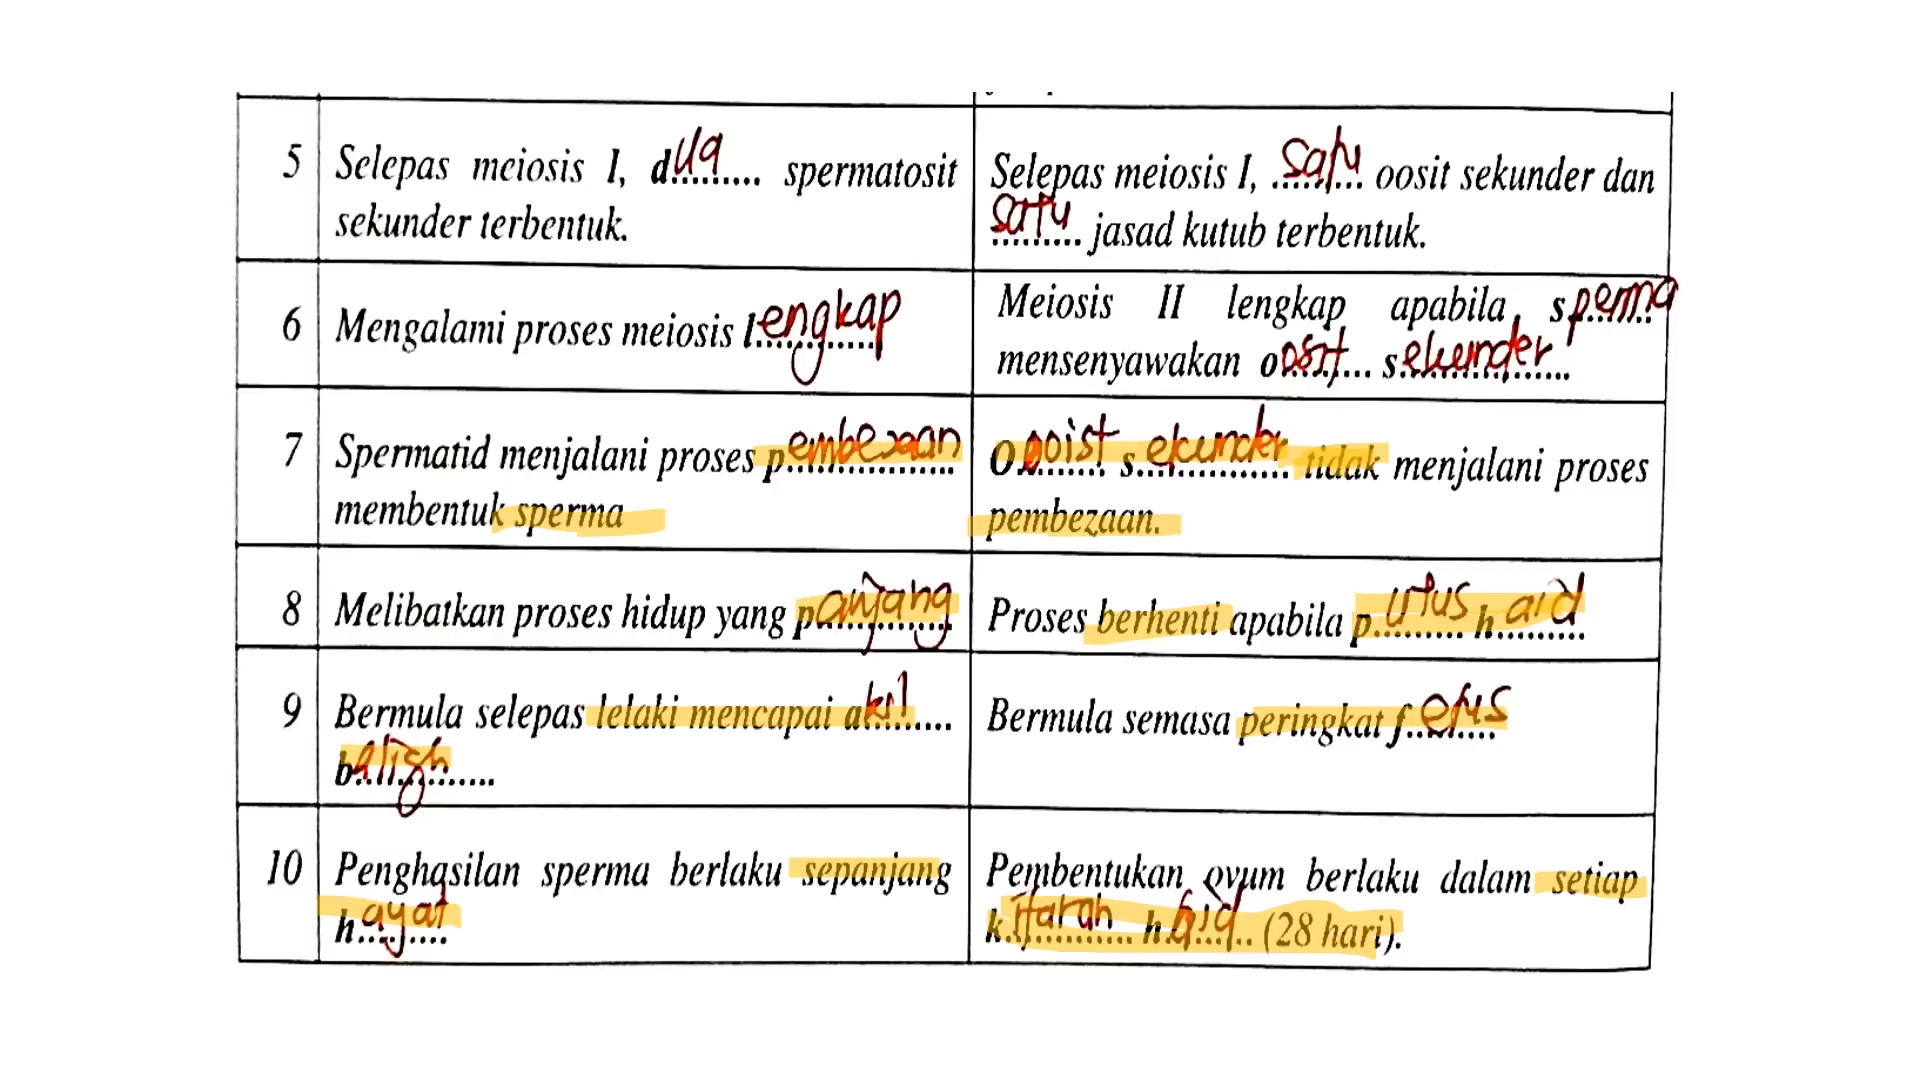 5
Selepas meiosis I, dua......... spermatosit
sekunder terbentuk.
Selepas meiosis I, satu oosit sekunder dan
satu jasad kutub terbentuk.
6
Mengalami proses meiosis lengkap
Meiosis II lengkap apabila sperma
mensenyawakan oosit... sekunder
7
Spermatid menjalani proses pembezaan
membentuk sperma
Oooist sekunder tidak menjalani proses
pembezaan.
8
Melibatkan proses hidup yang panjang
Proses berhenti apabila putus haid
9
Bermula selepas lelaki mencapai akil....
baligh.....
Bermula semasa peringkat fetus
10
Penghasilan sperma berlaku sepanjang
hayat
Pembentukan ovum berlaku dalam setiap
kitaran haid.. (28 hari).